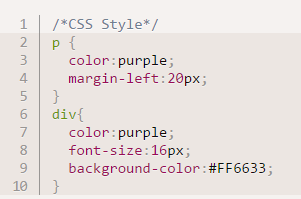 1 /*CSS Style*/
2 p {
3   color:purple;
4   margin-left:20px;
5 }
6 div{
7   color:purple;
8   font-size:16px;
9   background-color:#FF6633;
10 }